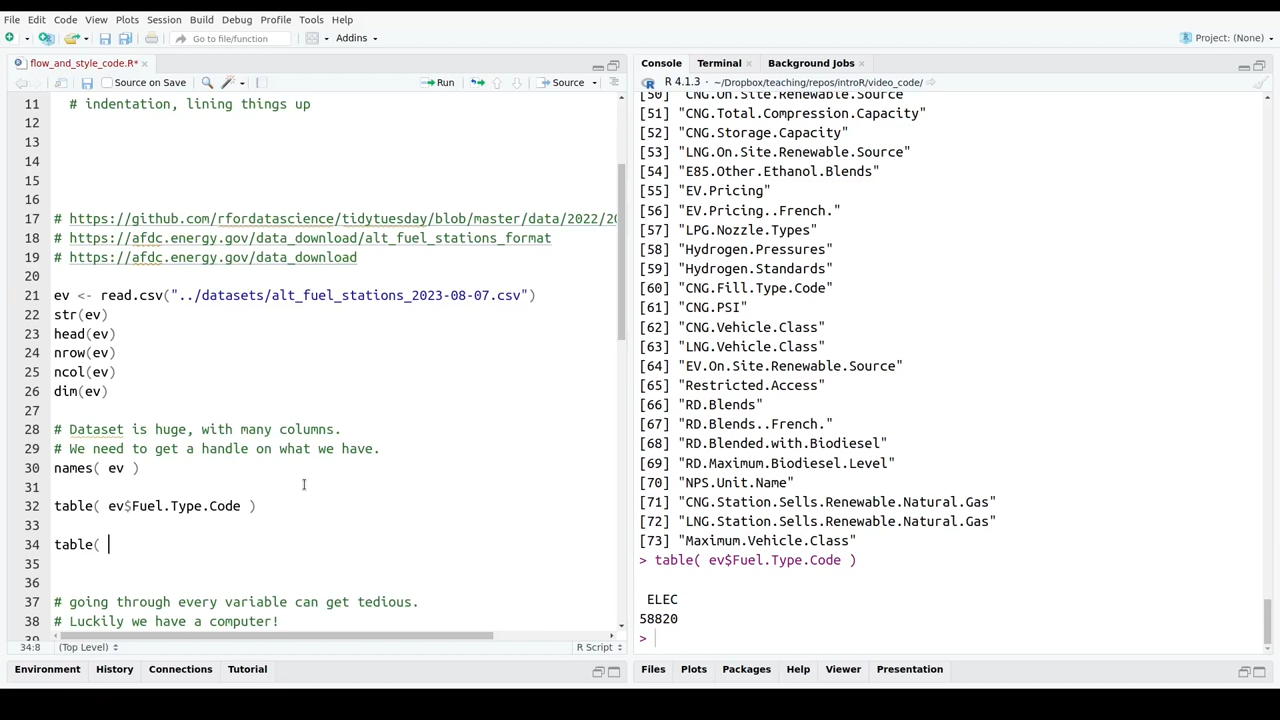 File Edit Code View Plots Session Build Debug Profile Tools Help
Go to file/function Addins Project: (None)
flow_and_style_code.R* ×
Source on Save Run Source
11 # indentation, lining things up
12
13
14
15
16
17 # https://github.com/rfordatascience/tidytuesday/blob/master/data/2022/20
18 # https://afdc.energy.gov/data_download/alt_fuel_stations_format
19 # https://afdc.energy.gov/data_download
20
21 ev <- read.csv("../datasets/alt_fuel_stations_2023-08-07.csv")
22 str(ev)
23 head(ev)
24 nrow(ev)
25 ncol(ev)
26 dim(ev)
27
28 # Dataset is huge, with many columns.
29 # We need to get a handle on what we have.
30 names( ev )
31
32 table( ev$Fuel.Type.Code )
33
34 table(
35
36
37 # going through every variable can get tedious.
38 # Luckily we have a computer!
39
34:8 (Top Level) R Script
Environment History Connections Tutorial
Console Terminal × Background Jobs ×
R 4.1.3 · ~/Dropbox/teaching/repos/introR/video_code/
[50] "CNG.On.Site.Renewable.Source"
[51] "CNG.Total.Compression.Capacity"
[52] "CNG.Storage.Capacity"
[53] "LNG.On.Site.Renewable.Source"
[54] "E85.Other.Ethanol.Blends"
[55] "EV.Pricing"
[56] "EV.Pricing..French."
[57] "LPG.Nozzle.Types"
[58] "Hydrogen.Pressures"
[59] "Hydrogen.Standards"
[60] "CNG.Fill.Type.Code"
[61] "CNG.PSI"
[62] "CNG.Vehicle.Class"
[63] "LNG.Vehicle.Class"
[64] "EV.On.Site.Renewable.Source"
[65] "Restricted.Access"
[66] "RD.Blends"
[67] "RD.Blends..French."
[68] "RD.Blended.with.Biodiesel"
[69] "RD.Maximum.Biodiesel.Level"
[70] "NPS.Unit.Name"
[71] "CNG.Station.Sells.Renewable.Natural.Gas"
[72] "LNG.Station.Sells.Renewable.Natural.Gas"
[73] "Maximum.Vehicle.Class"
> table( ev$Fuel.Type.Code )
ELEC
58820
>
Files Plots Packages Help Viewer Presentation